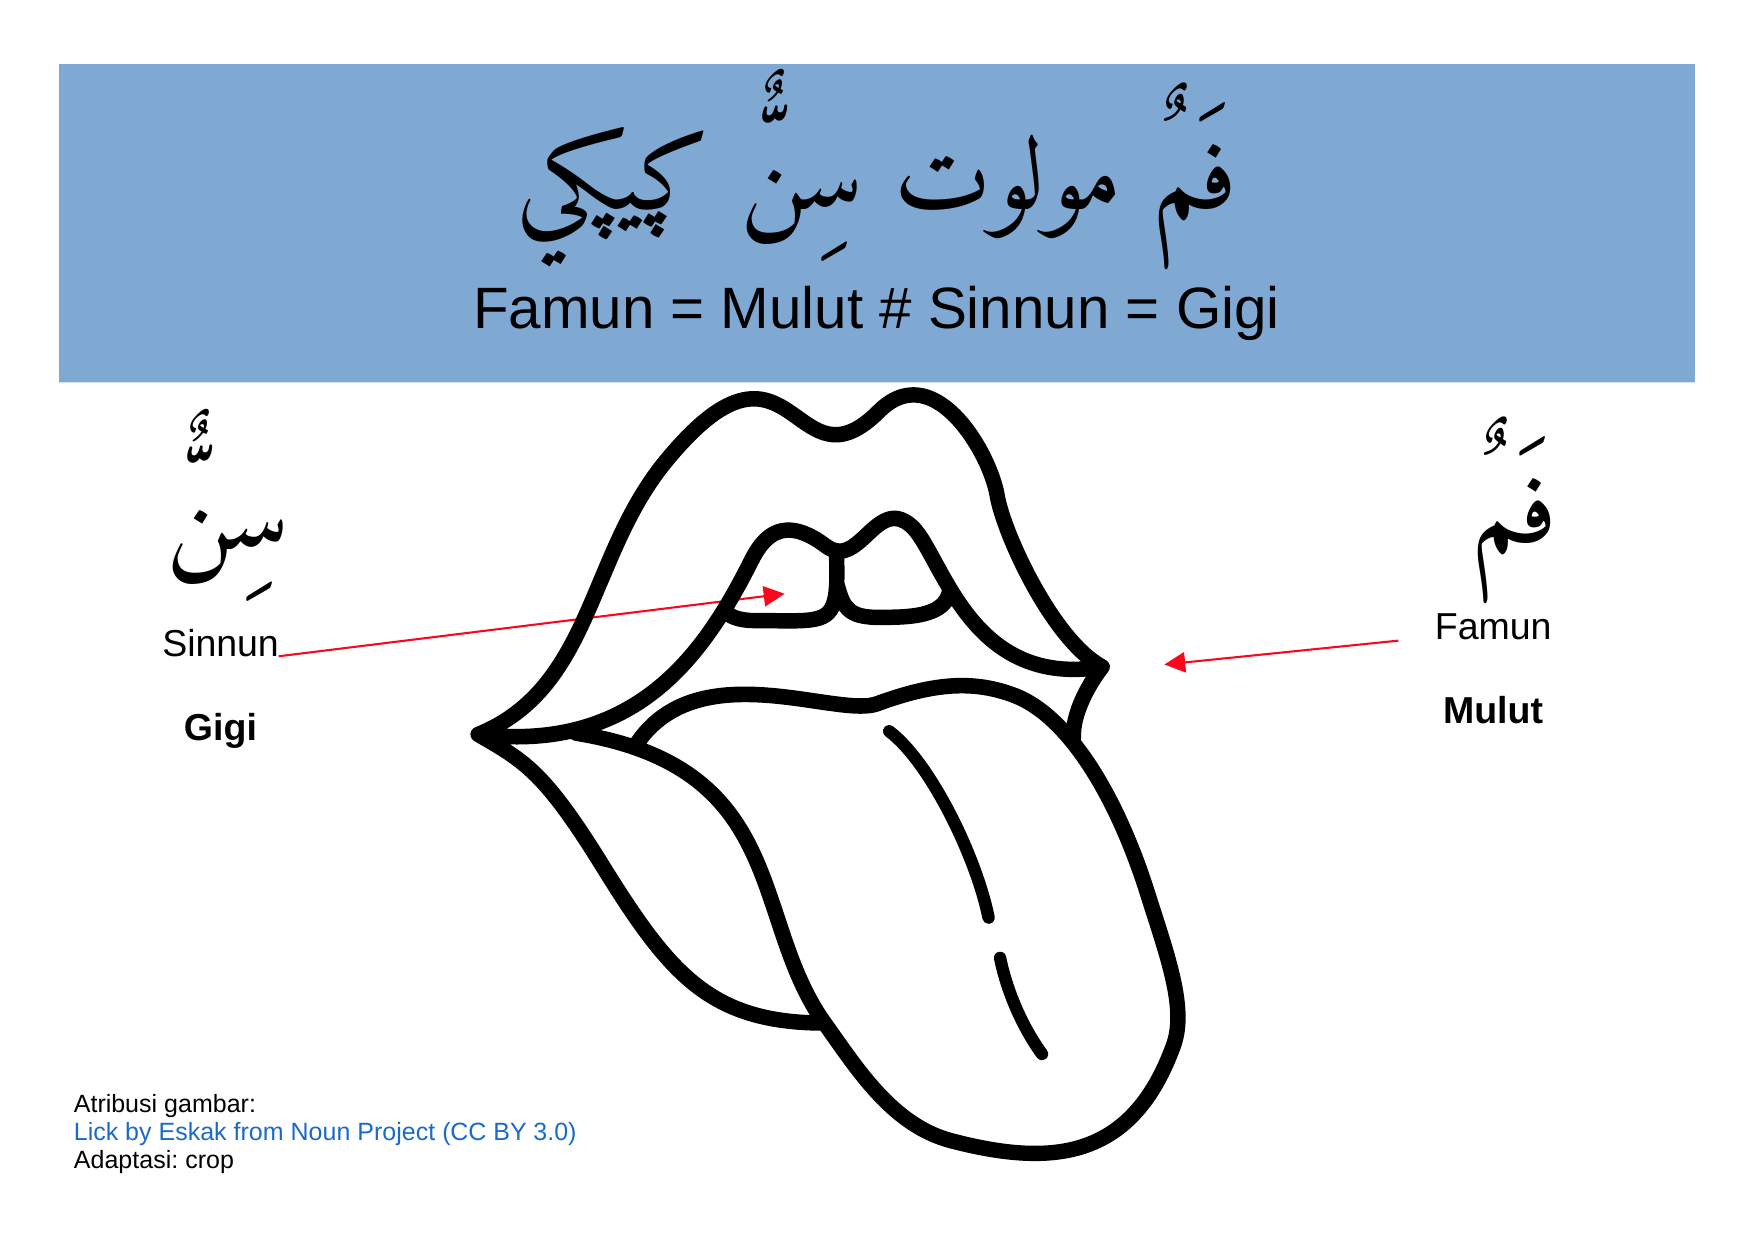 فَمٌ مولوت سِنٌّ ڮيڮي
Famun = Mulut # Sinnun = Gigi
فَمٌ
Famun
Mulut
سِنٌّ
Sinnun
Gigi
Atribusi gambar:
Lick by Eskak from Noun Project (CC BY 3.0)
Adaptasi: crop